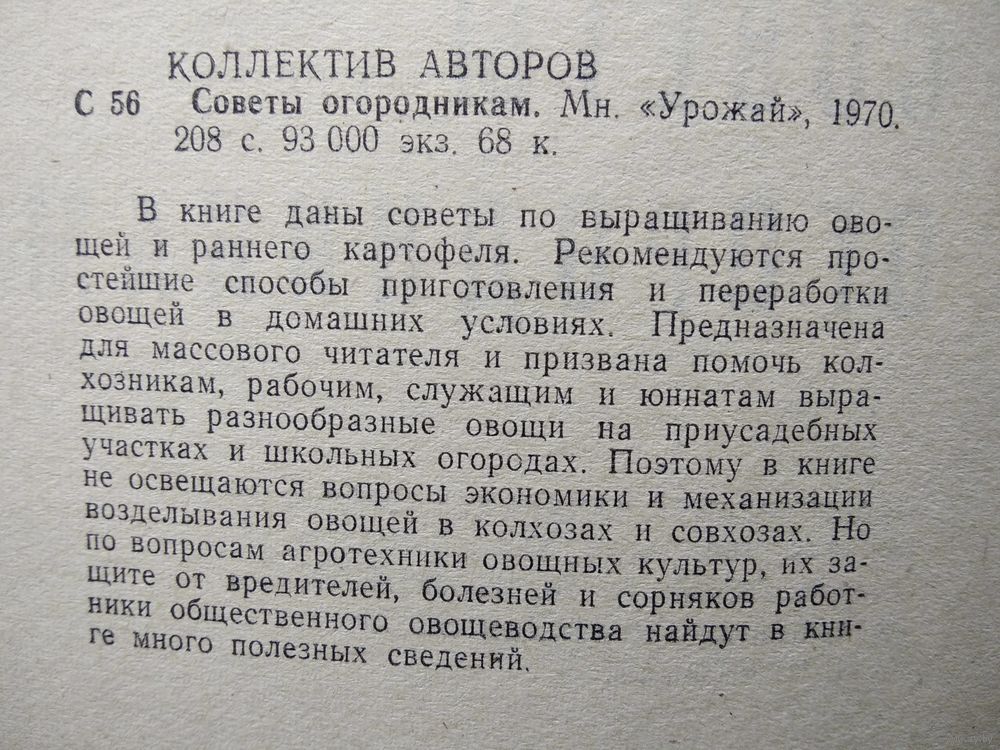 КОЛЛЕКТИВ АВТОРОВ
С 56 Советы огородникам. Мн. «Урожай», 1970.
208 с. 93 000 экз. 68 к.
В книге даны советы по выращиванию ово-
щей и раннего картофеля. Рекомендуются про-
стейшие способы приготовления и переработки
овощей в домашних условиях. Предназначена
для массового читателя и призвана помочь кол-
хозникам, рабочим, служащим и юннатам выра-
щивать разнообразные овощи на приусадебных
участках и школьных огородах. Поэтому в книге
не освещаются вопросы экономики и механизации
возделывания овощей в колхозах и совхозах. Но
по вопросам агротехники овощных культур, их за-
щите от вредителей, болезней и сорняков работ-
ники общественного овощеводства найдут в кни-
ге много полезных сведений.